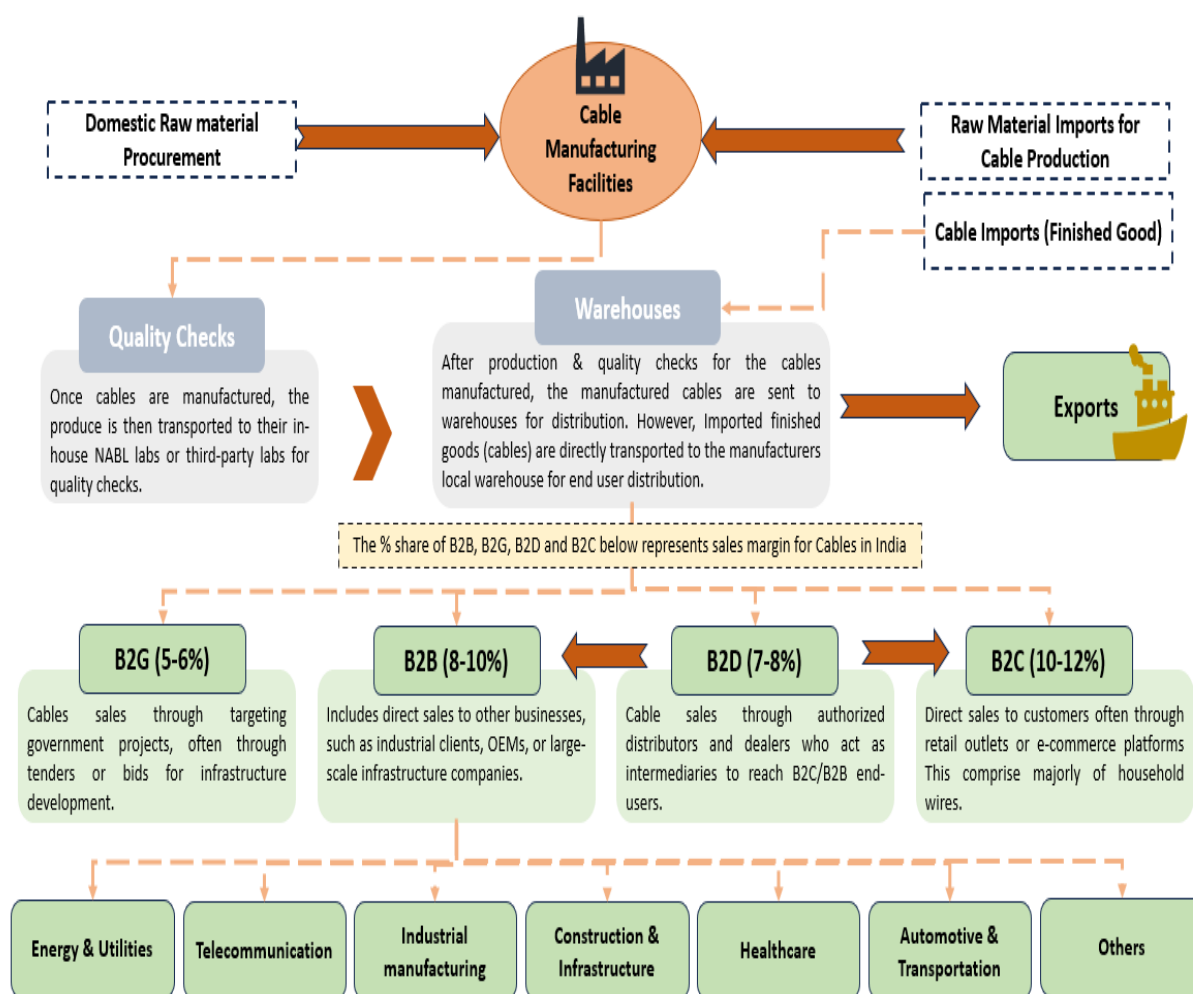 Cable
Manufacturing
Facilities
Domestic Raw material
Procurement
Raw Material Imports for
Cable Production
Cable Imports (Finished Good)
Quality Checks
Once cables are manufactured, the
produce is then transported to their in-
house NABL labs or third-party labs for
quality checks.
Warehouses
After production & quality checks for the cables
manufactured, the manufactured cables are sent to
warehouses for distribution. However, Imported finished
goods (cables) are directly transported to the manufacturers
local warehouse for end user distribution.
Exports
The % share of B2B, B2G, B2D and B2C below represents sales margin for Cables in India
B2G (5-6%)
Cables sales through targeting
government projects, often through
tenders or bids for infrastructure
development.
B2B (8-10%)
Includes direct sales to other businesses,
such as industrial clients, OEMs, or large-
scale infrastructure companies.
B2D (7-8%)
Cable sales through authorized
distributors and dealers who act as
intermediaries to reach B2C/B2B end-
users.
B2C (10-12%)
Direct sales to customers often through
retail outlets or e-commerce platforms
This comprise majorly of household
wires.
Energy & Utilities
Telecommunication
Industrial
manufacturing
Construction &
Infrastructure
Healthcare
Automotive &
Transportation
Others